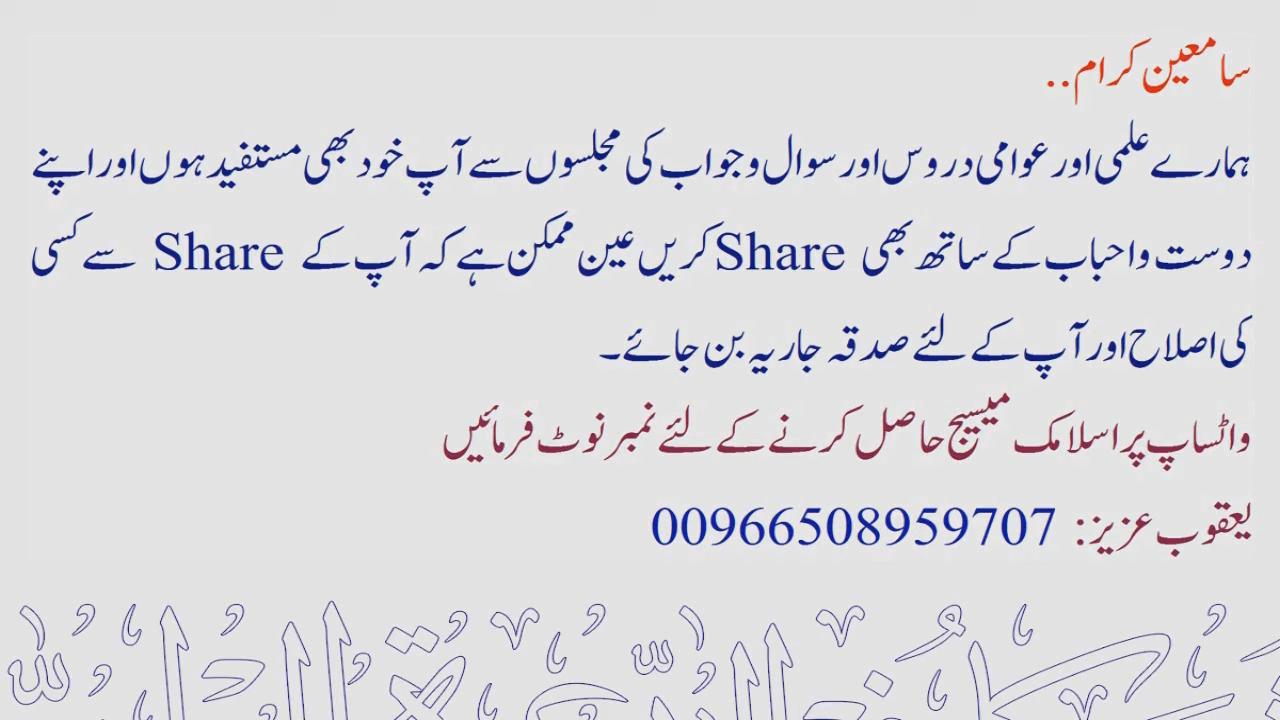 سامعین کرام..
ہمارے علمی اور عوامی دروس اور سوال وجواب کی مجلسوں سے آپ خود بھی مستفید ہوں اور اپنے
دوست واحباب کے ساتھ بھی Share کریں عین ممکن ہے کہ آپ کے Share سے کسی
کی اصلاح اور آپ کے لئے صدقہ جاریہ بن جائے۔
واٹساپ پر اسلامک میسیج حاصل کرنے کے لئے نمبر نوٹ فرمائیں
یعقوب عزیز: 00966508959707